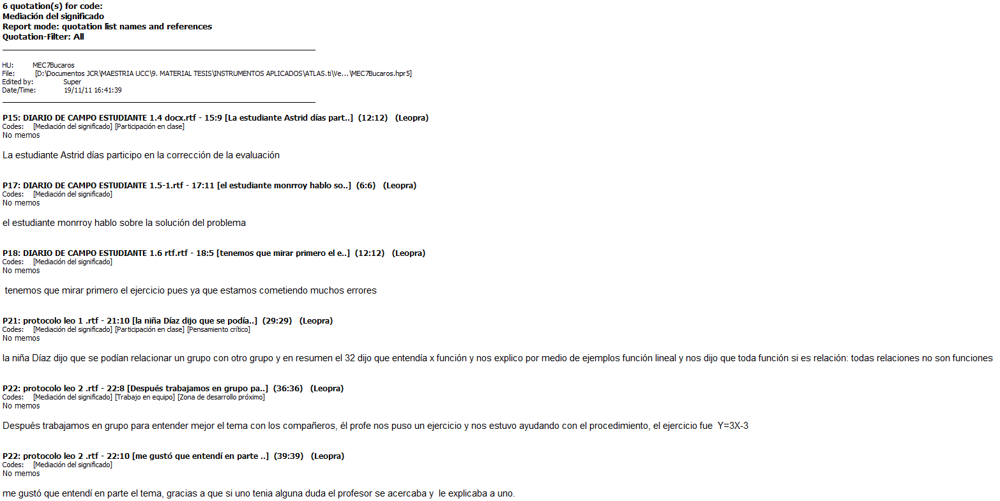 6 quotation(s) for code:
Mediación del significado
Report mode: quotation list names and references
Quotation-Filter: All
HU: MEC7Bucaros
File: [D:\Documentos JCR\MAESTRIA UCC\9. MATERIAL TESIS\INSTRUMENTOS APLICADOS\ATLAS.ti\Ve...\MEC7Bucaros.hpr5]
Edited by: Super
Date/Time: 19/11/11 16:41:39
P15: DIARIO DE CAMPO ESTUDIANTE 1.4 docx.rtf - 15:9 [La estudiante Astrid días part..] (12:12) (Leopra)
Codes: [Mediación del significado] [Participación en clase]
No memos
La estudiante Astrid días participo en la corrección de la evaluación
P17: DIARIO DE CAMPO ESTUDIANTE 1.5-1.rtf - 17:11 [el estudiante monrroy hablo so..] (6:6) (Leopra)
Codes: [Mediación del significado]
No memos
el estudiante monrroy hablo sobre la solución del problema
P18: DIARIO DE CAMPO ESTUDIANTE 1.6 rtf.rtf - 18:5 [tenemos que mirar primero el e..] (12:12) (Leopra)
Codes: [Mediación del significado]
No memos
tenemos que mirar primero el ejercicio pues ya que estamos cometiendo muchos errores
P21: protocolo leo 1 .rtf - 21:10 [la niña Díaz dijo que se podía..] (29:29) (Leopra)
Codes: [Mediación del significado] [Participación en clase] [Pensamiento crítico]
No memos
la niña Díaz dijo que se podían relacionar un grupo con otro grupo y en resumen el 32 dijo que entendía x función y nos explico por medio de ejemplos función lineal y nos dijo que toda función si es relación: todas relaciones no son funciones
P22: protocolo leo 2 .rtf - 22:8 [Después trabajamos en grupo pa..] (36:36) (Leopra)
Codes: [Mediación del significado] [Trabajo en equipo] [Zona de desarrollo próximo]
No memos
Después trabajamos en grupo para entender mejor el tema con los compañeros, él profe nos puso un ejercicio y nos estuvo ayudando con el procedimiento, el ejercicio fue Y=3X-3
P22: protocolo leo 2 .rtf - 22:10 [me gustó que entendí en parte ..] (39:39) (Leopra)
Codes: [Mediación del significado]
No memos
me gustó que entendí en parte el tema, gracias a que si uno tenia alguna duda el profesor se acercaba y le explicaba a uno.